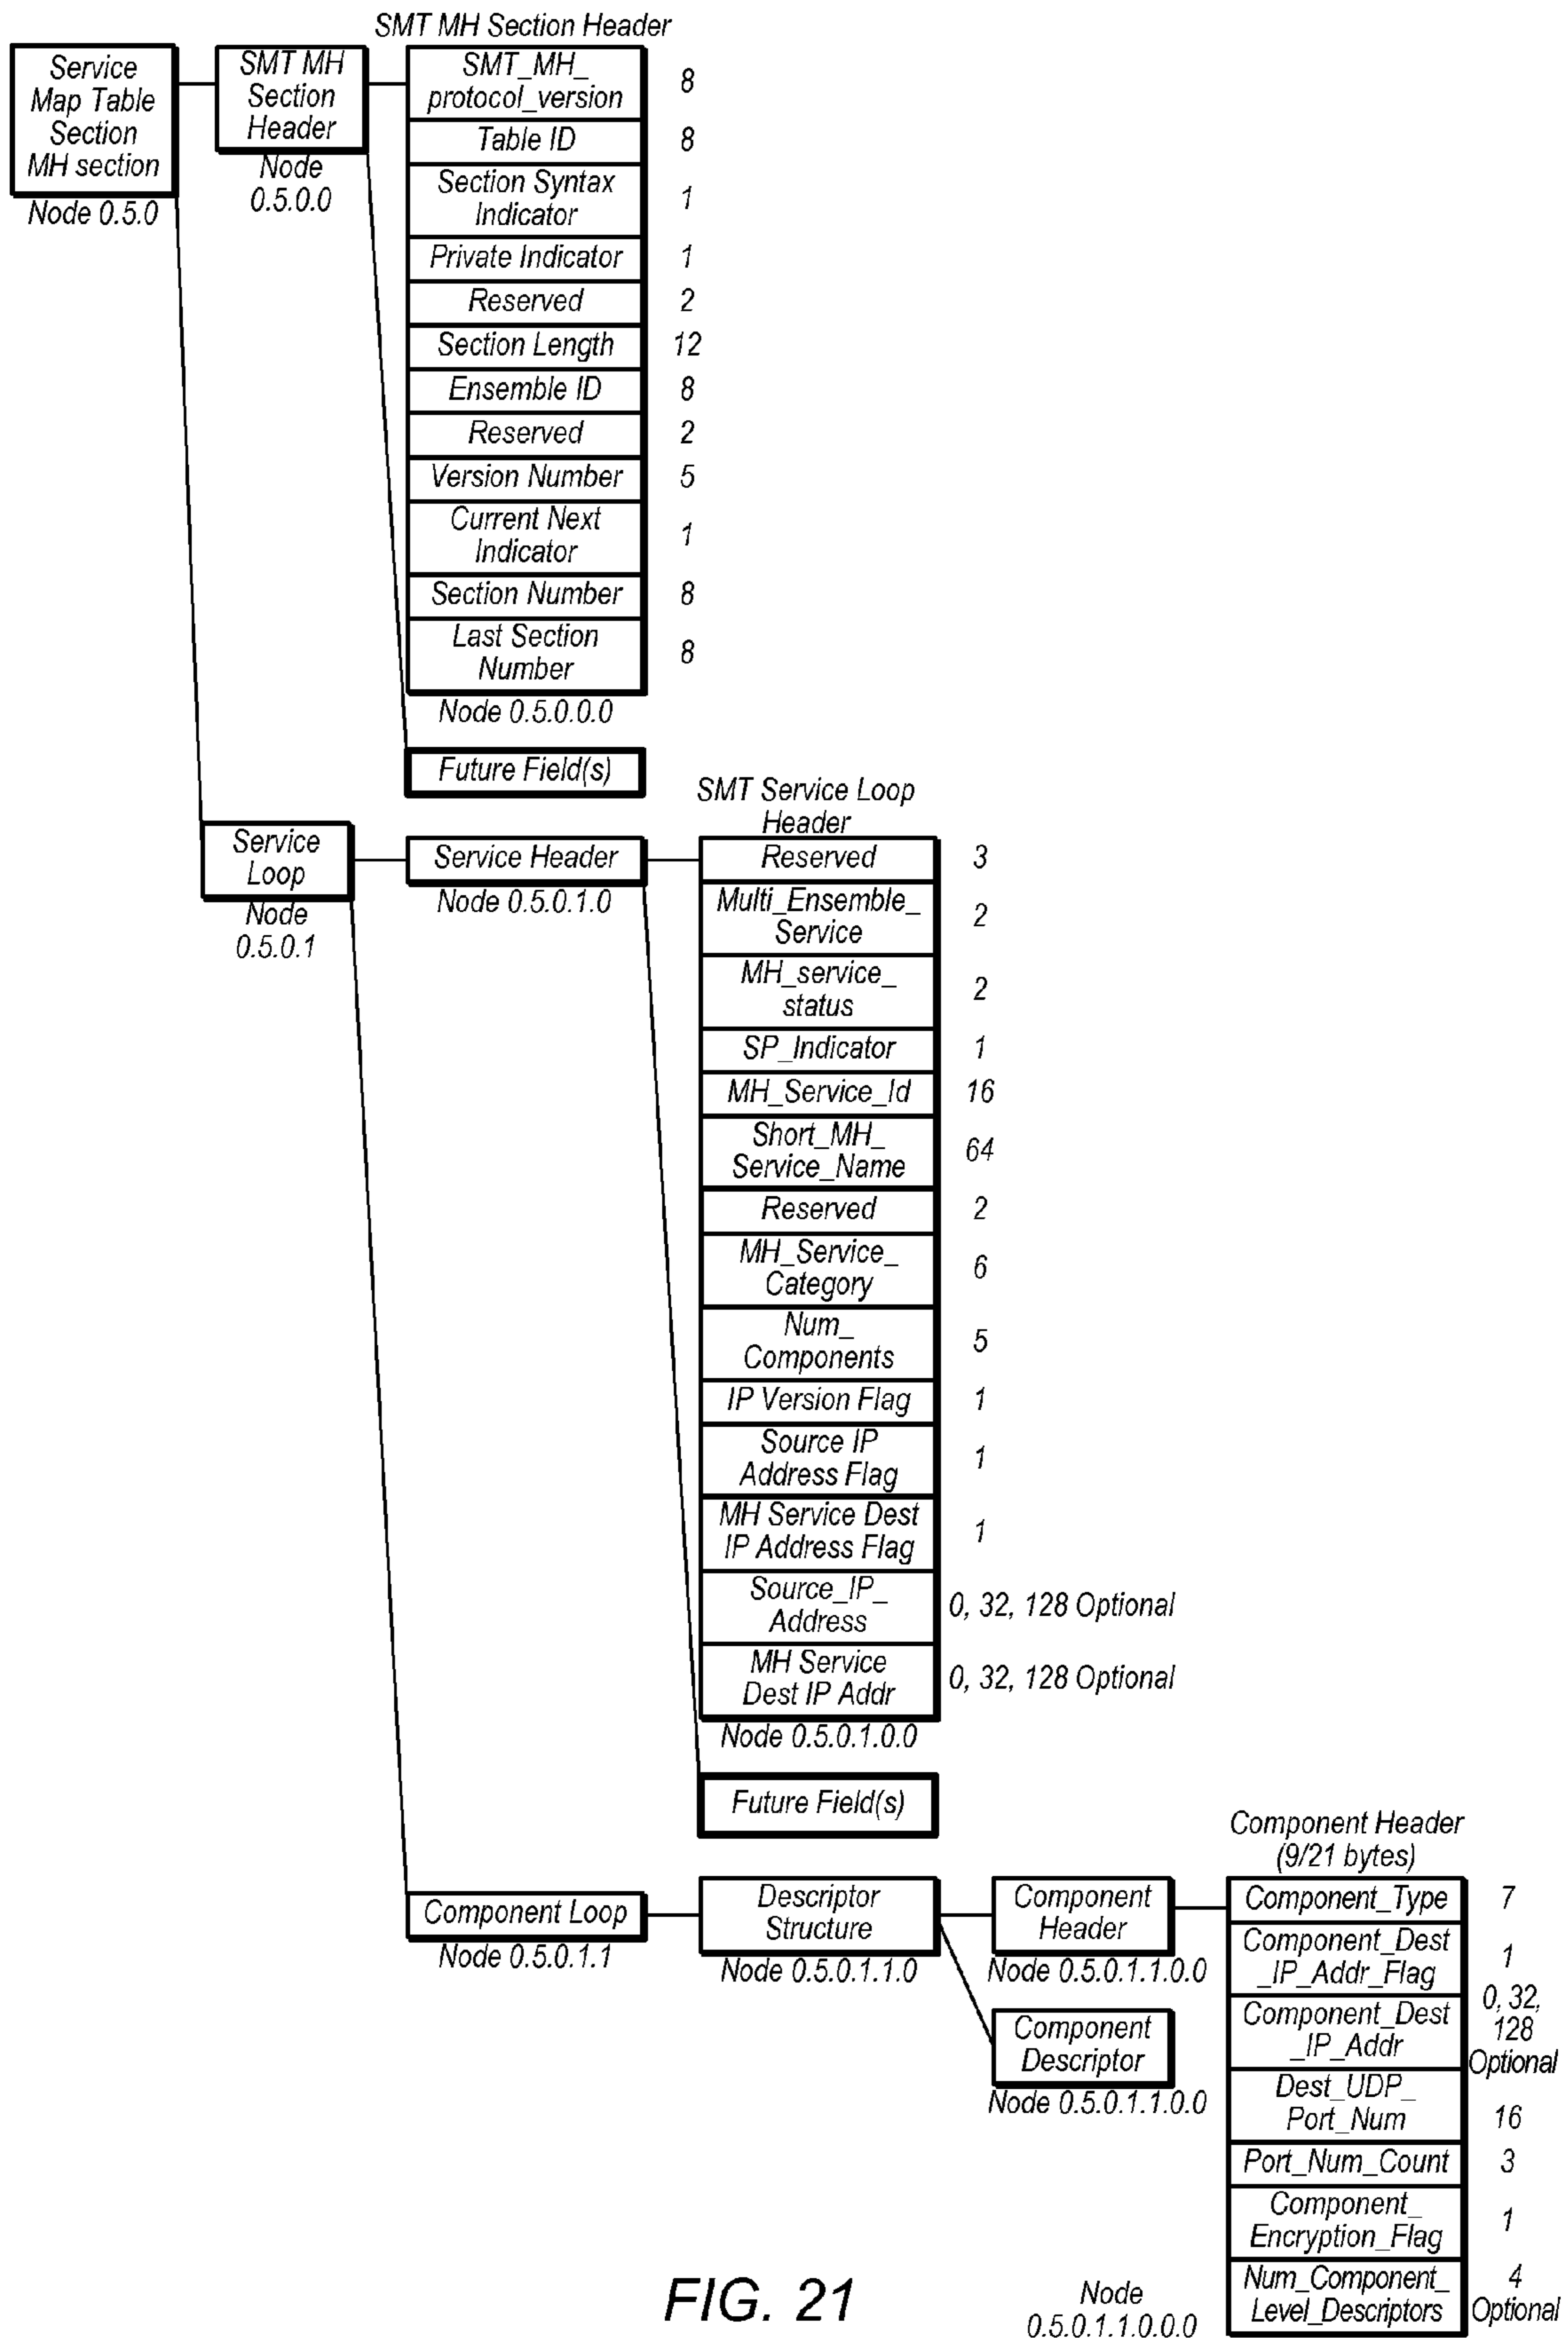 SMT MH Section Header
Service
Map Table
Section
MH section
Node 0.5.0
SMT MH
Section
Header
Node
0.5.0.0
SMT_MH_
protocol_version
8
Table ID
8
Section Syntax
Indicator
1
Private Indicator
1
Reserved
2
Section Length
12
Ensemble ID
8
Reserved
2
Version Number
5
Current Next
Indicator
1
Section Number
8
Last Section
Number
8
Node 0.5.0.0.0
Future Field(s)
Service
Loop
Node
0.5.0.1
Service Header
Node 0.5.0.1.0
SMT Service Loop
Header
Reserved
3
Multi_Ensemble_
Service
2
MH_service_
status
2
SP_Indicator
1
MH_Service_Id
16
Short_MH_
Service_Name
64
Reserved
2
MH_Service_
Category
6
Num_
Components
5
IP Version Flag
1
Source IP
Address Flag
1
MH Service Dest
IP Address Flag
1
Source_IP_
Address
0, 32, 128 Optional
MH Service
Dest IP Addr
0, 32, 128 Optional
Node 0.5.0.1.0.0
Future Field(s)
Component Loop
Node 0.5.0.1.1
Descriptor
Structure
Node 0.5.0.1.1.0
Component
Header
Node 0.5.0.1.1.0.0
Component
Descriptor
Node 0.5.0.1.1.0.0
Component Header
(9/21 bytes)
Component_Type
7
Component_Dest
_IP_Addr_Flag
1
Component_Dest
_IP_Addr
0, 32,
128
Optional
Dest_UDP_
Port_Num
16
Port_Num_Count
3
Component_
Encryption_Flag
1
Num_Component_
Level_Descriptors
4
Optional
Node
0.5.0.1.1.0.0.0
FIG. 21